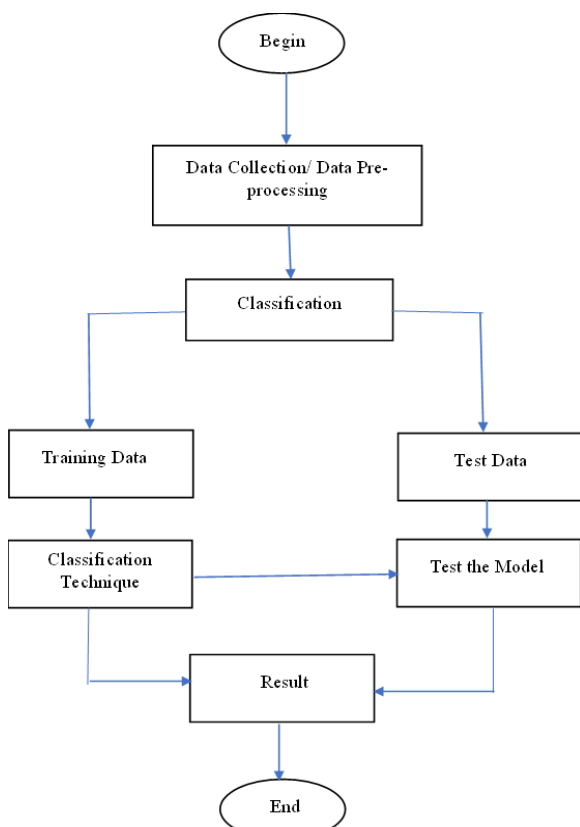 Begin
Data Collection/ Data Pre-
processing
Classification
Training Data
Test Data
Classification
Technique
Test the Model
Result
End